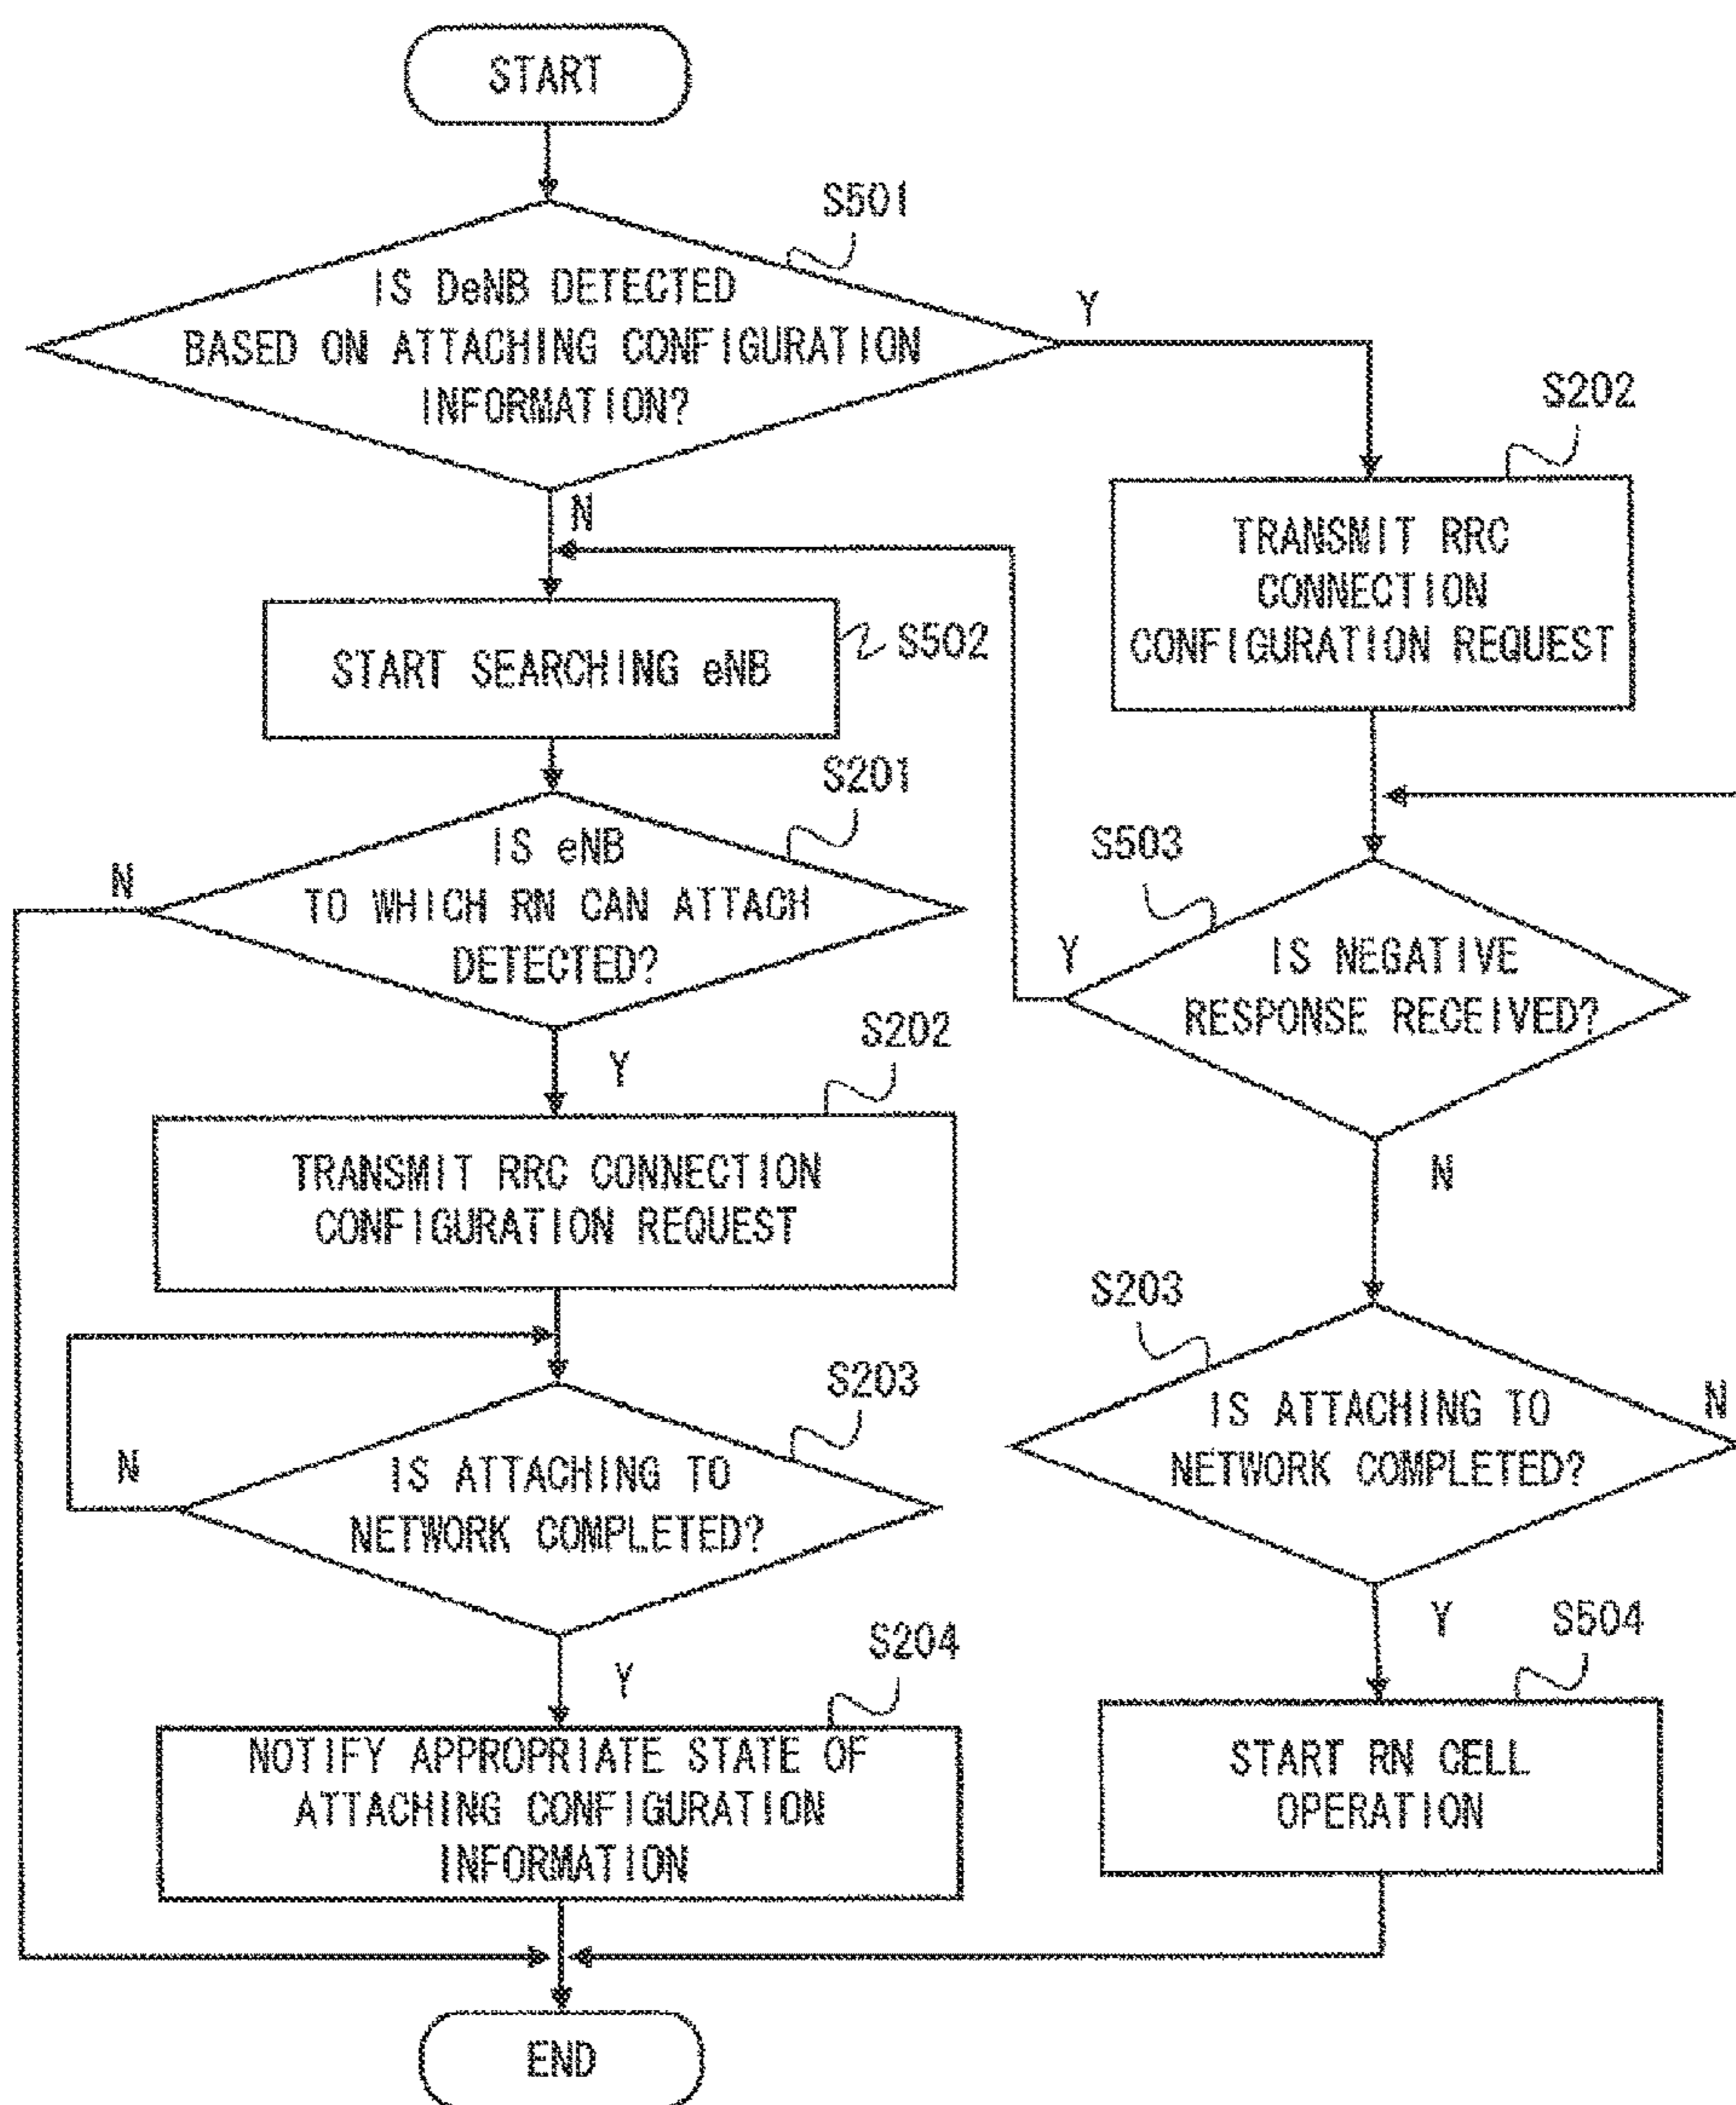 START
S501
IS DeNB DETECTED
BASED ON ATTACHING CONFIGURATION
INFORMATION?
Y
N
S202
TRANSMIT RRC
CONNECTION
CONFIGURATION REQUEST
START SEARCHING eNB
S502
S201
IS eNB
TO WHICH RN CAN ATTACH
DETECTED?
N
Y
S503
IS NEGATIVE
RESPONSE RECEIVED?
Y
N
S202
TRANSMIT RRC CONNECTION
CONFIGURATION REQUEST
S203
IS ATTACHING TO
NETWORK COMPLETED?
N
Y
S203
IS ATTACHING TO
NETWORK COMPLETED?
N
Y
S204
NOTIFY APPROPRIATE STATE OF
ATTACHING CONFIGURATION
INFORMATION
S504
START RN CELL
OPERATION
END